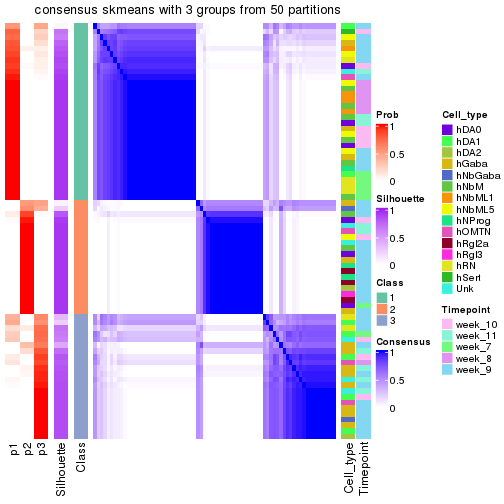 consensus skmeans with 3 groups from 50 partitions
Prob
1
0.5
0
Silhouette
1
0.5
0
Class
1
2
3
Consensus
1
0.5
0
Cell_type
hDA0
hDA1
hDA2
hGaba
hNbGaba
hNbM
hNbML1
hNbML5
hNProg
hOMTN
hRgl2a
hRgl3
hRN
hSert
Unk
Timepoint
week_10
week_11
week_7
week_8
week_9
p1
p2
p3
Silhouette
Class
Cell_type
Timepoint